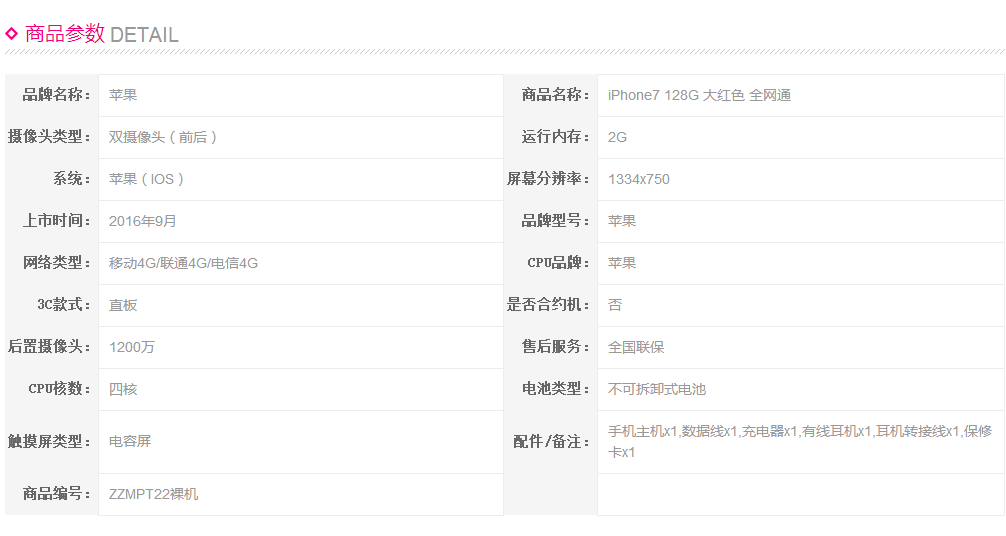 商品参数 DETAIL
品牌名称： 苹果 商品名称： iPhone7 128G 大红色 全网通
摄像头类型： 双摄像头（前后） 运行内存： 2G
系统： 苹果（IOS） 屏幕分辨率： 1334x750
上市时间： 2016年9月 品牌型号： 苹果
网络类型： 移动4G/联通4G/电信4G CPU品牌： 苹果
3C款式： 直板 是否合约机： 否
后置摄像头： 1200万 售后服务： 全国联保
CPU核数： 四核 电池类型： 不可拆卸式电池
触摸屏类型： 电容屏 配件/备注： 手机主机x1,数据线x1,充电器x1,有线耳机x1,耳机转接线x1,保修
卡x1
商品编号： ZZMPT22裸机